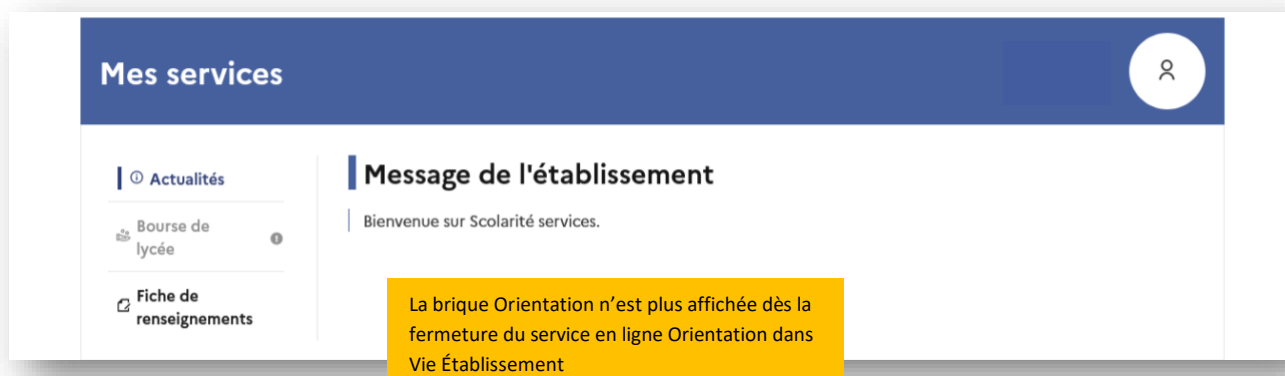 Mes services
Actualités
Bourse de
lycée
Fiche de
renseignements
Message de l'établissement
Bienvenue sur Scolarité services.
La brique Orientation n’est plus affichée dès la
fermeture du service en ligne Orientation dans
Vie Établissement